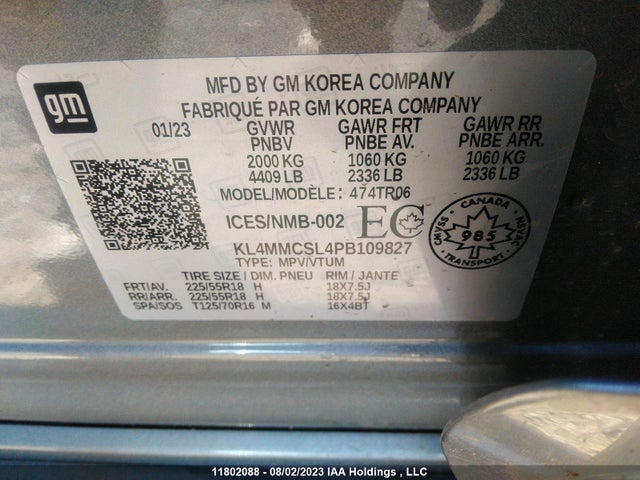 gm
MFD BY GM KOREA COMPANY
FABRIQUÉ PAR GM KOREA COMPANY
01/23 GVWR GAWR FRT GAWR RR
PNBV PNBE AV. PNBE ARR.
2000 KG 1060 KG 1060 KG
4409 LB 2336 LB 2336 LB
MODEL/MODÈLE: 474TR06
ICES/NMB-002 EC
CANADA
CMVSS 985 NSVAC
TRANSPORT
KL4MMCSL4PB109827
TYPE: MPV/VTUM
TIRE SIZE / DIM. PNEU RIM / JANTE
FRT/AV. 225/55R18 H 18X7.5J
RR/ARR. 225/55R18 H 18X7.5J
SPA/SOS T125/70R16 M 16X4BT
11802088 - 08/02/2023 IAA Holdings , LLC